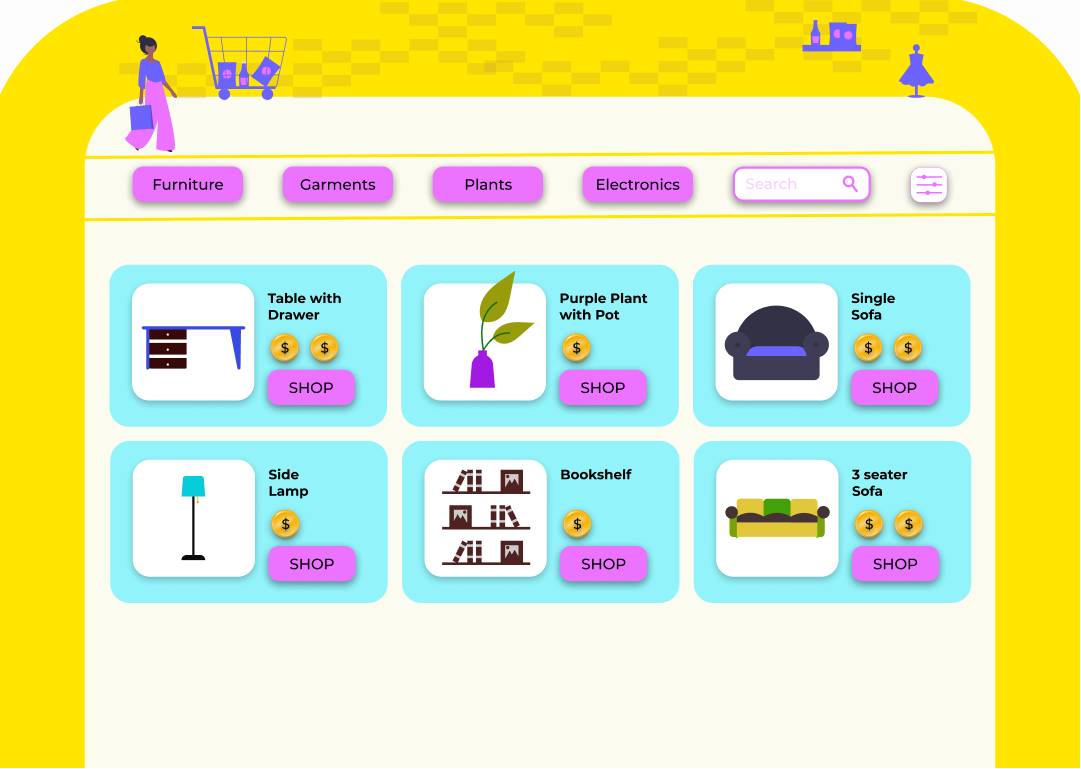 Furniture
Garments
Plants
Electronics
Search
Table with
Drawer
$ $
SHOP
Purple Plant
with Pot
$
SHOP
Single
Sofa
$ $
SHOP
Side
Lamp
$
SHOP
Bookshelf
$
SHOP
3 seater
Sofa
$ $
SHOP